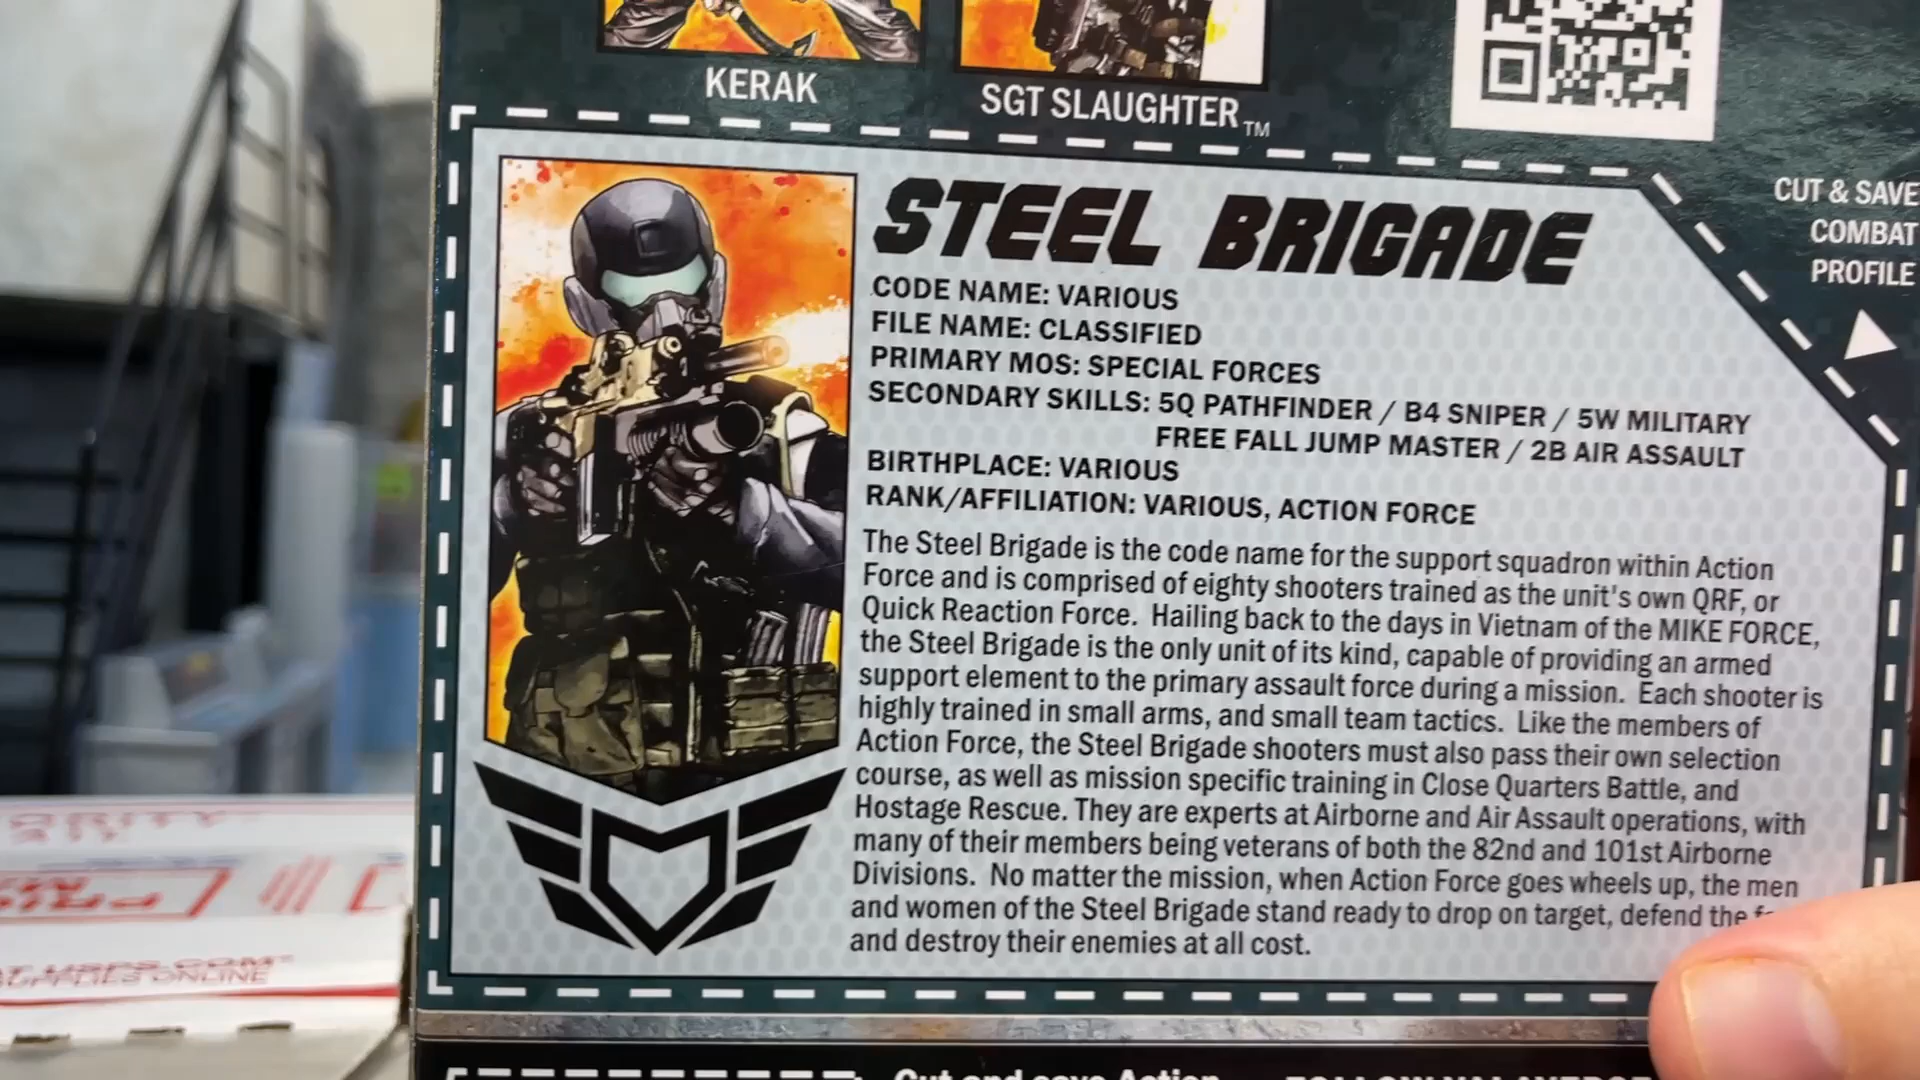 KERAK
SGT SLAUGHTER TM
CUT & SAVE
COMBAT
PROFILE
STEEL BRIGADE
CODE NAME: VARIOUS
FILE NAME: CLASSIFIED
PRIMARY MOS: SPECIAL FORCES
SECONDARY SKILLS: 5Q PATHFINDER / B4 SNIPER / 5W MILITARY
FREE FALL JUMP MASTER / 2B AIR ASSAULT
BIRTHPLACE: VARIOUS
RANK/AFFILIATION: VARIOUS, ACTION FORCE
The Steel Brigade is the code name for the support squadron within Action
Force and is comprised of eighty shooters trained as the unit's own QRF, or
Quick Reaction Force. Hailing back to the days in Vietnam of the MIKE FORCE,
the Steel Brigade is the only unit of its kind, capable of providing an armed
support element to the primary assault force during a mission. Each shooter is
highly trained in small arms, and small team tactics. Like the members of
Action Force, the Steel Brigade shooters must also pass their own selection
course, as well as mission specific training in Close Quarters Battle, and
Hostage Rescue. They are experts at Airborne and Air Assault operations, with
many of their members being veterans of both the 82nd and 101st Airborne
Divisions. No matter the mission, when Action Force goes wheels up, the men
and women of the Steel Brigade stand ready to drop on target, defend the
and destroy their enemies at all cost.
Cut and save Action